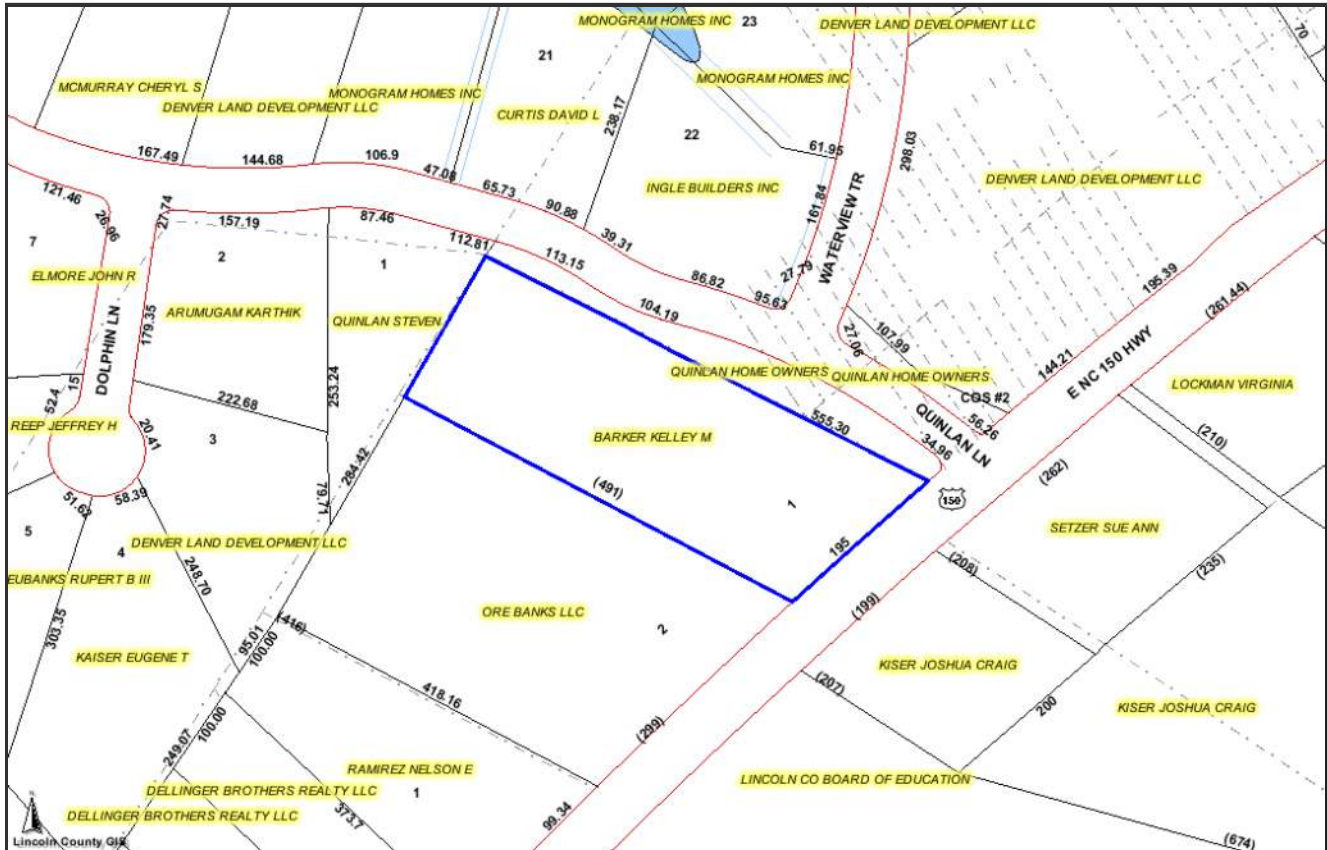 MONOGRAM HOMES INC
23
DENVER LAND DEVELOPMENT LLC
70
21
MCMURRAY CHERYL S
DENVER LAND DEVELOPMENT LLC
MONOGRAM HOMES INC
CURTIS DAVID L
MONOGRAM HOMES INC
238.17
22
61.95
298.03
INGLE BUILDERS INC
DENVER LAND DEVELOPMENT LLC
167.49
144.68
106.9
47.08
65.73
90.88
39.31
161.84
WATERVIEW TR
121.46
26.96
27.74
157.19
87.46
112.81
113.15
86.82
27.79
95.63
195.39
(261.44)
7
2
1
ELMORE JOHN R
ARUMUGAM KARTHIK
QUINLAN STEVEN
104.19
27.06
107.99
144.21
E NC 150 HWY
179.35
DOLPHIN LN
QUINLAN HOME OWNERS
QUINLAN HOME OWNERS
LOCKMAN VIRGINIA
COS #2
52.4
15
222.68
253.24
555.30
QUINLAN LN
56.26
34.96
(210)
REEP JEFFREY H
20.41
3
BARKER KELLEY M
284.42
(491)
1
150
(262)
51.62
58.39
79.71
SETZER SUE ANN
5
4
DENVER LAND DEVELOPMENT LLC
195
(208)
(235)
EUBANKS RUPERT B III
248.70
(199)
303.35
ORE BANKS LLC
2
KAISER EUGENE T
95.01
100.00
(416)
KISER JOSHUA CRAIG
(207)
200
KISER JOSHUA CRAIG
418.16
(299)
249.07
100.00
RAMIREZ NELSON E
1
LINCOLN CO BOARD OF EDUCATION
DELLINGER BROTHERS REALTY LLC
DELLINGER BROTHERS REALTY LLC
373.7
99.34
(674)
Lincoln County GIS